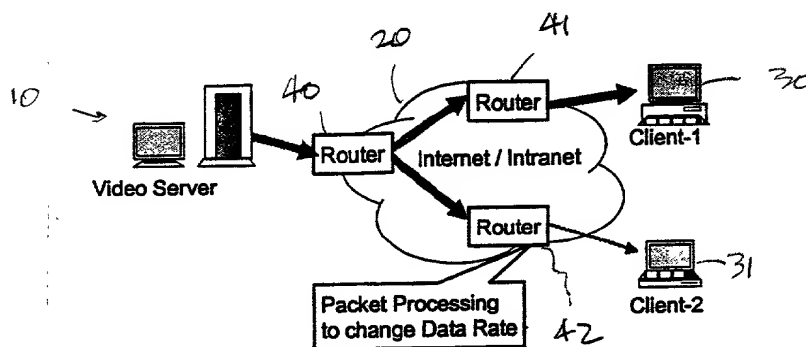 10
Video Server
40
Router
20
Internet / Intranet
41
Router
30
Client-1
Router
42
31
Client-2
Packet Processing
to change Data Rate